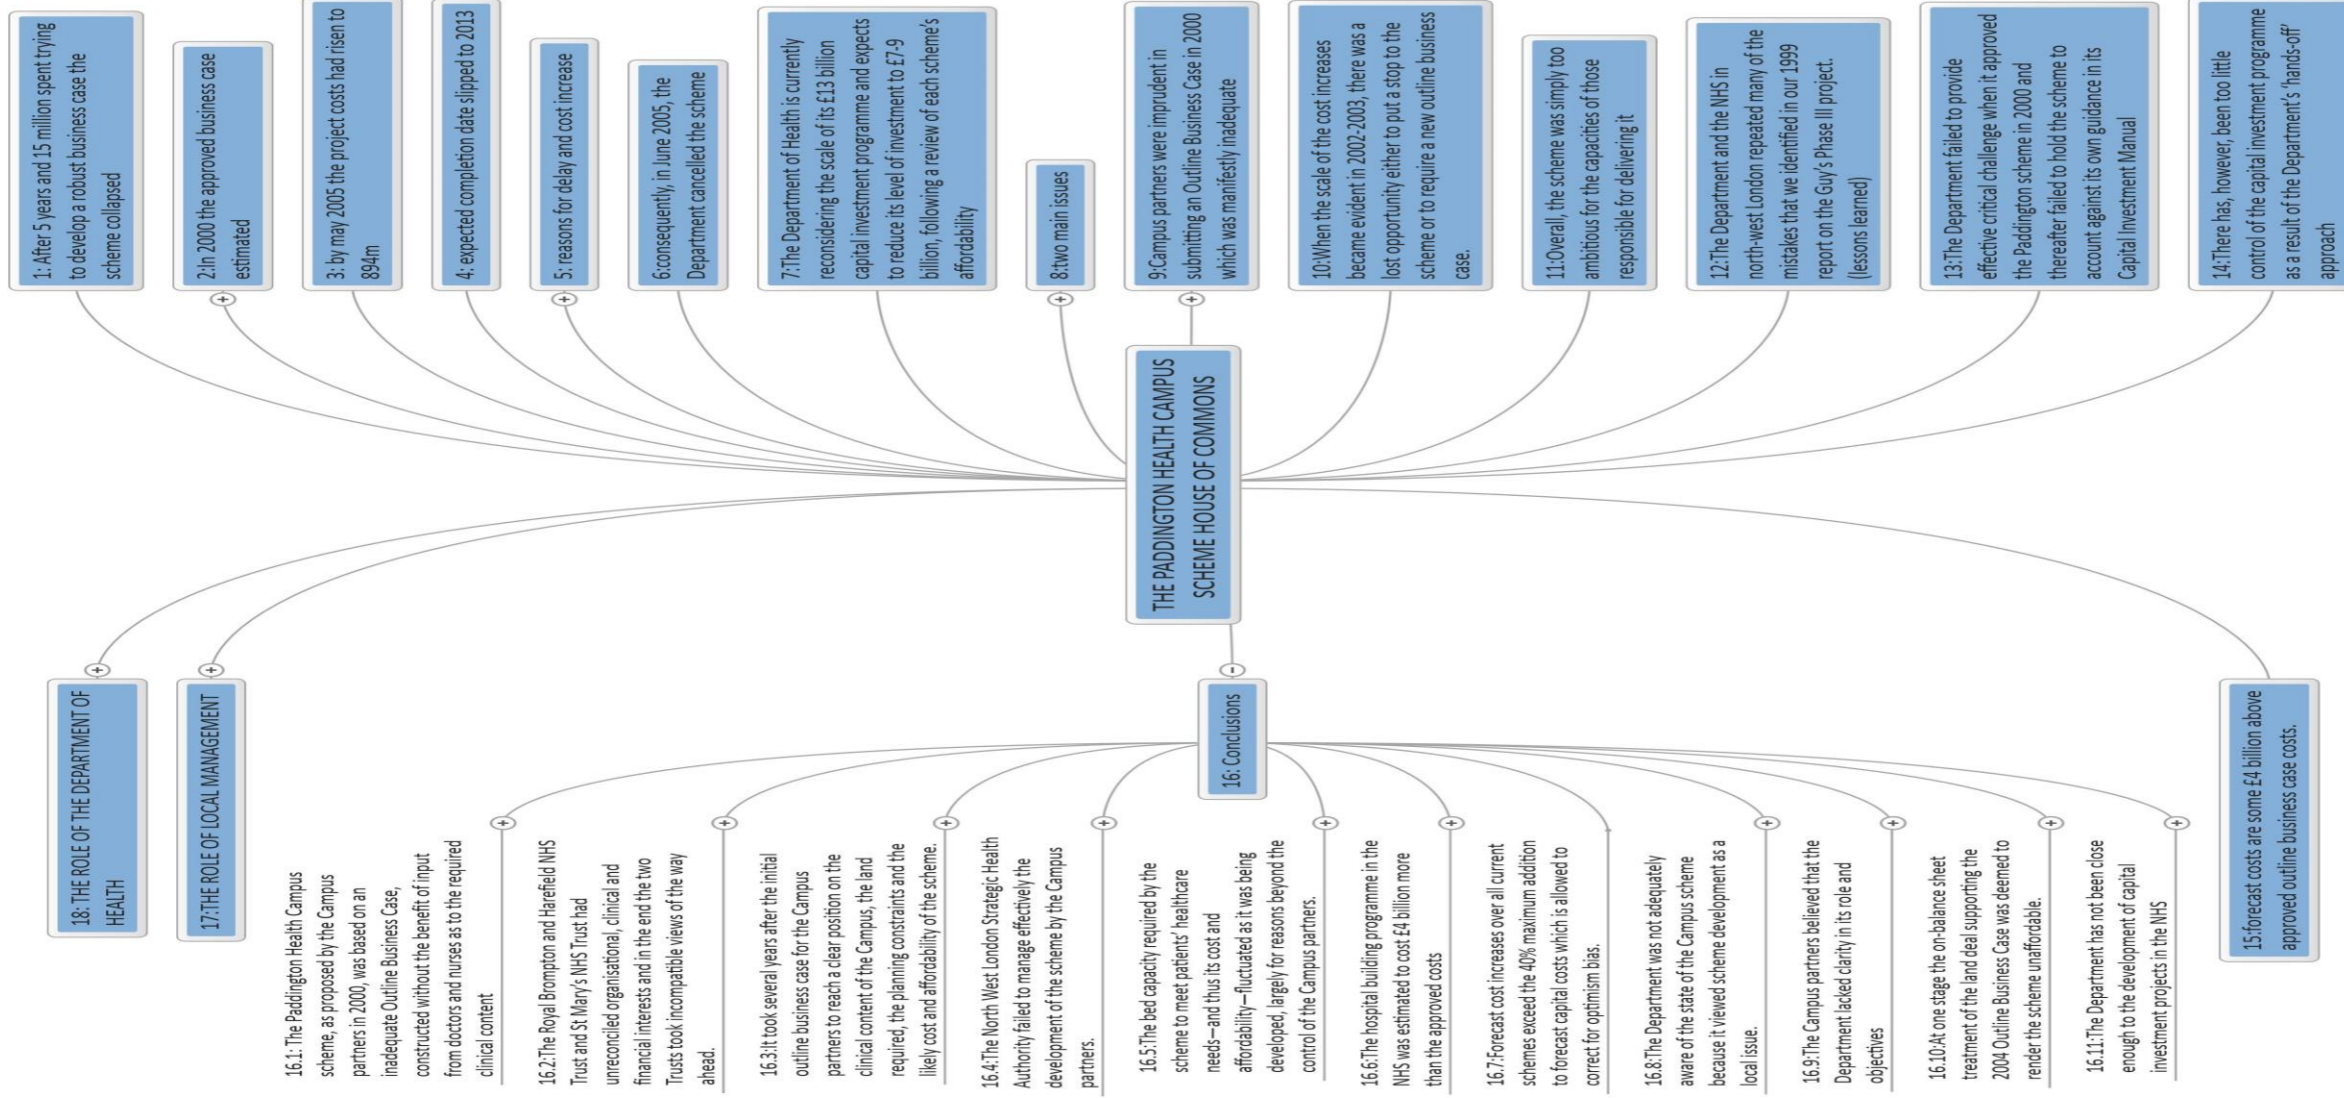 THE PADDINGTON HEALTH CAMPUS
SCHEME HOUSE OF COMMONS
1: After 5 years and 15 million spent trying
to develop a robust business case the
scheme collapsed
2:In 2000 the approved business case
estimated
3: by may 2005 the project costs had risen to
894m
4: expected completion date slipped to 2013
5: reasons for delay and cost increase
6:consequently, in June 2005, the
Department cancelled the scheme
7:The Department of Health is currently
reconsidering the scale of its £13 billion
capital investment programme and expects
to reduce its level of investment to £7-9
billion, following a review of each scheme's
affordability
8:two main issues
9:Campus partners were imprudent in
submitting an Outline Business Case in 2000
which was manifestly inadequate
10:When the scale of the cost increases
became evident in 2002-2003, there was a
lost opportunity either to put a stop to the
scheme or to require a new outline business
case.
11:Overall, the scheme was simply too
ambitious for the capacities of those
responsible for delivering it
12:The Department and the NHS in
north-west London repeated many of the
mistakes that we identified in our 1999
report on the Guy's Phase III project.
(lessons learned)
13:The Department failed to provide
effective critical challenge when it approved
the Paddington scheme in 2000 and
thereafter failed to hold the scheme to
account against its own guidance in its
Capital Investment Manual
14:There has, however, been too little
control of the capital investment programme
as a result of the Department's 'hands-off'
approach
15:forecast costs are some £4 billion above
approved outline business case costs.
16: Conclusions
16.1: The Paddington Health Campus
scheme, as proposed by the Campus
partners in 2000, was based on an
inadequate Outline Business Case,
constructed without the benefit of input
from doctors and nurses as to the required
clinical content
16.2:The Royal Brompton and Harefield NHS
Trust and St Mary's NHS Trust had
unreconciled organisational, clinical and
financial interests and in the end the two
Trusts took incompatible views of the way
ahead.
16.3:It took several years after the initial
outline business case for the Campus
partners to reach a clear position on the
clinical content of the Campus, the land
required, the planning constraints and the
likely cost and affordability of the scheme.
16.4:The North West London Strategic Health
Authority failed to manage effectively the
development of the scheme by the Campus
partners.
16.5:The bed capacity required by the
scheme to meet patients' healthcare
needs—and thus its cost and
affordability—fluctuated as it was being
developed, largely for reasons beyond the
control of the Campus partners.
16.6:The hospital building programme in the
NHS was estimated to cost £4 billion more
than the approved costs
16.7:Forecast cost increases over all current
schemes exceed the 40% maximum addition
to forecast capital costs which is allowed to
correct for optimism bias.
16.8:The Department was not adequately
aware of the state of the Campus scheme
because it viewed scheme development as a
local issue.
16.9:The Campus partners believed that the
Department lacked clarity in its role and
objectives
16.10:At one stage the on-balance sheet
treatment of the land deal supporting the
2004 Outline Business Case was deemed to
render the scheme unaffordable.
16.11:The Department has not been close
enough to the development of capital
investment projects in the NHS
17:THE ROLE OF LOCAL MANAGEMENT
18: THE ROLE OF THE DEPARTMENT OF
HEALTH